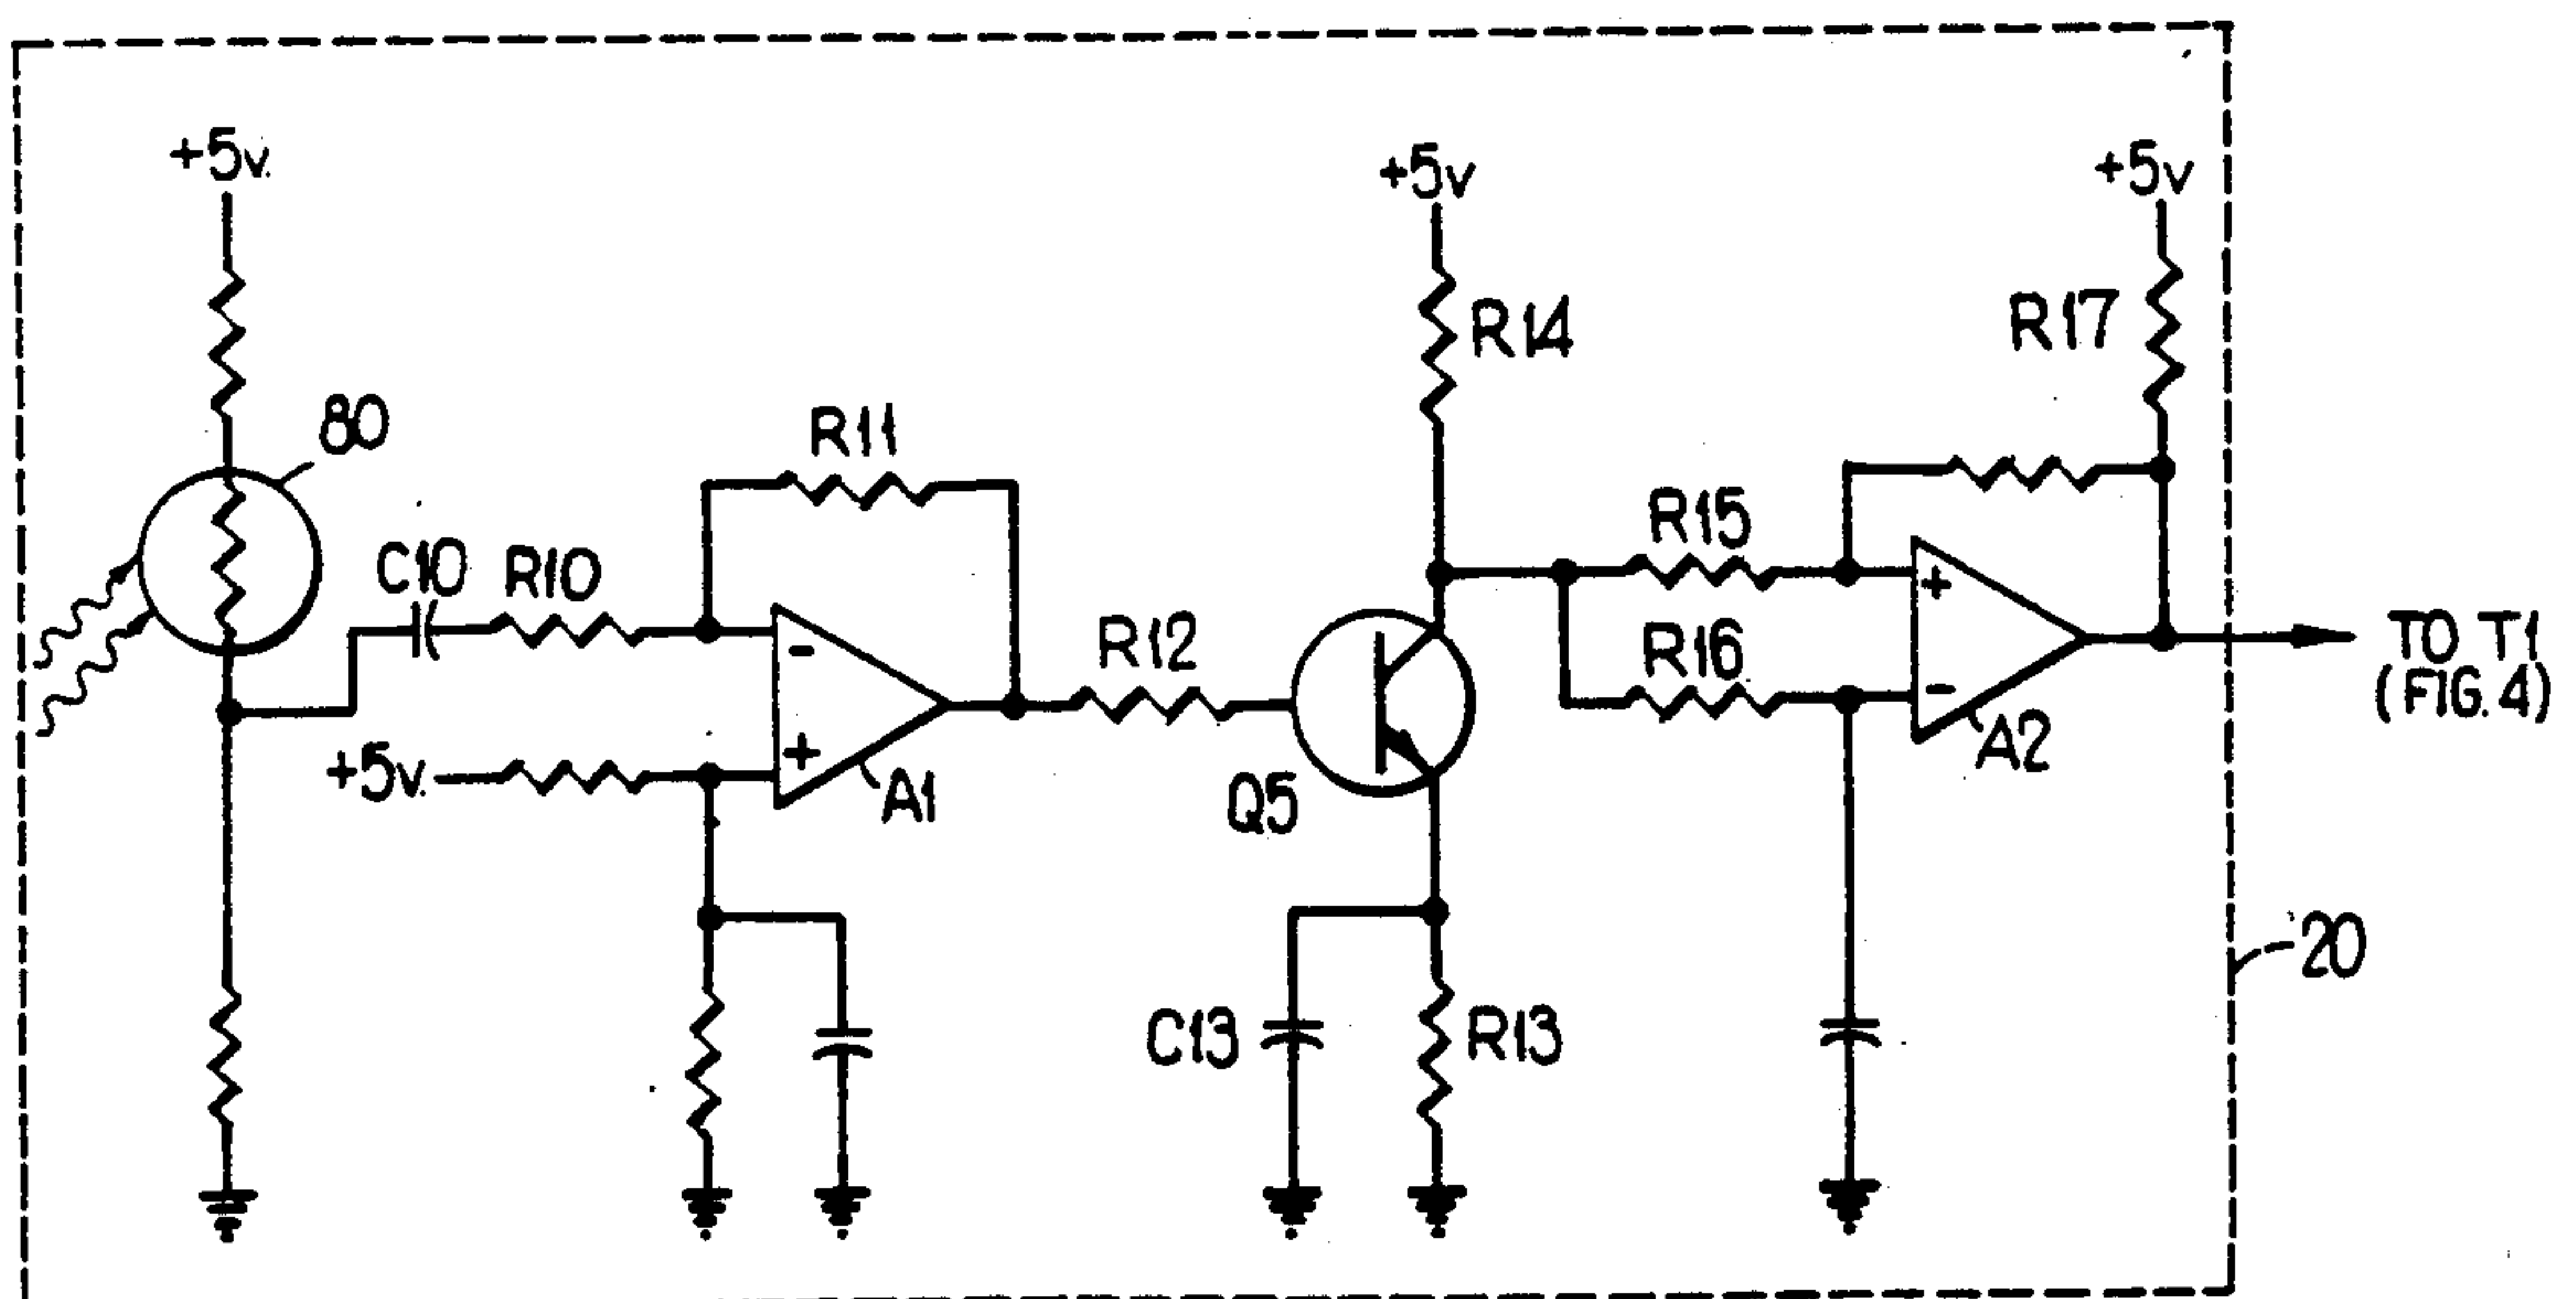 +5v
+5v
+5v
80
R14
R17
R11
C10
R10
R15
R12
R16
-
+
+
-
TO T1
(FIG. 4)
+5v
A1
Q5
A2
20
C13
R13